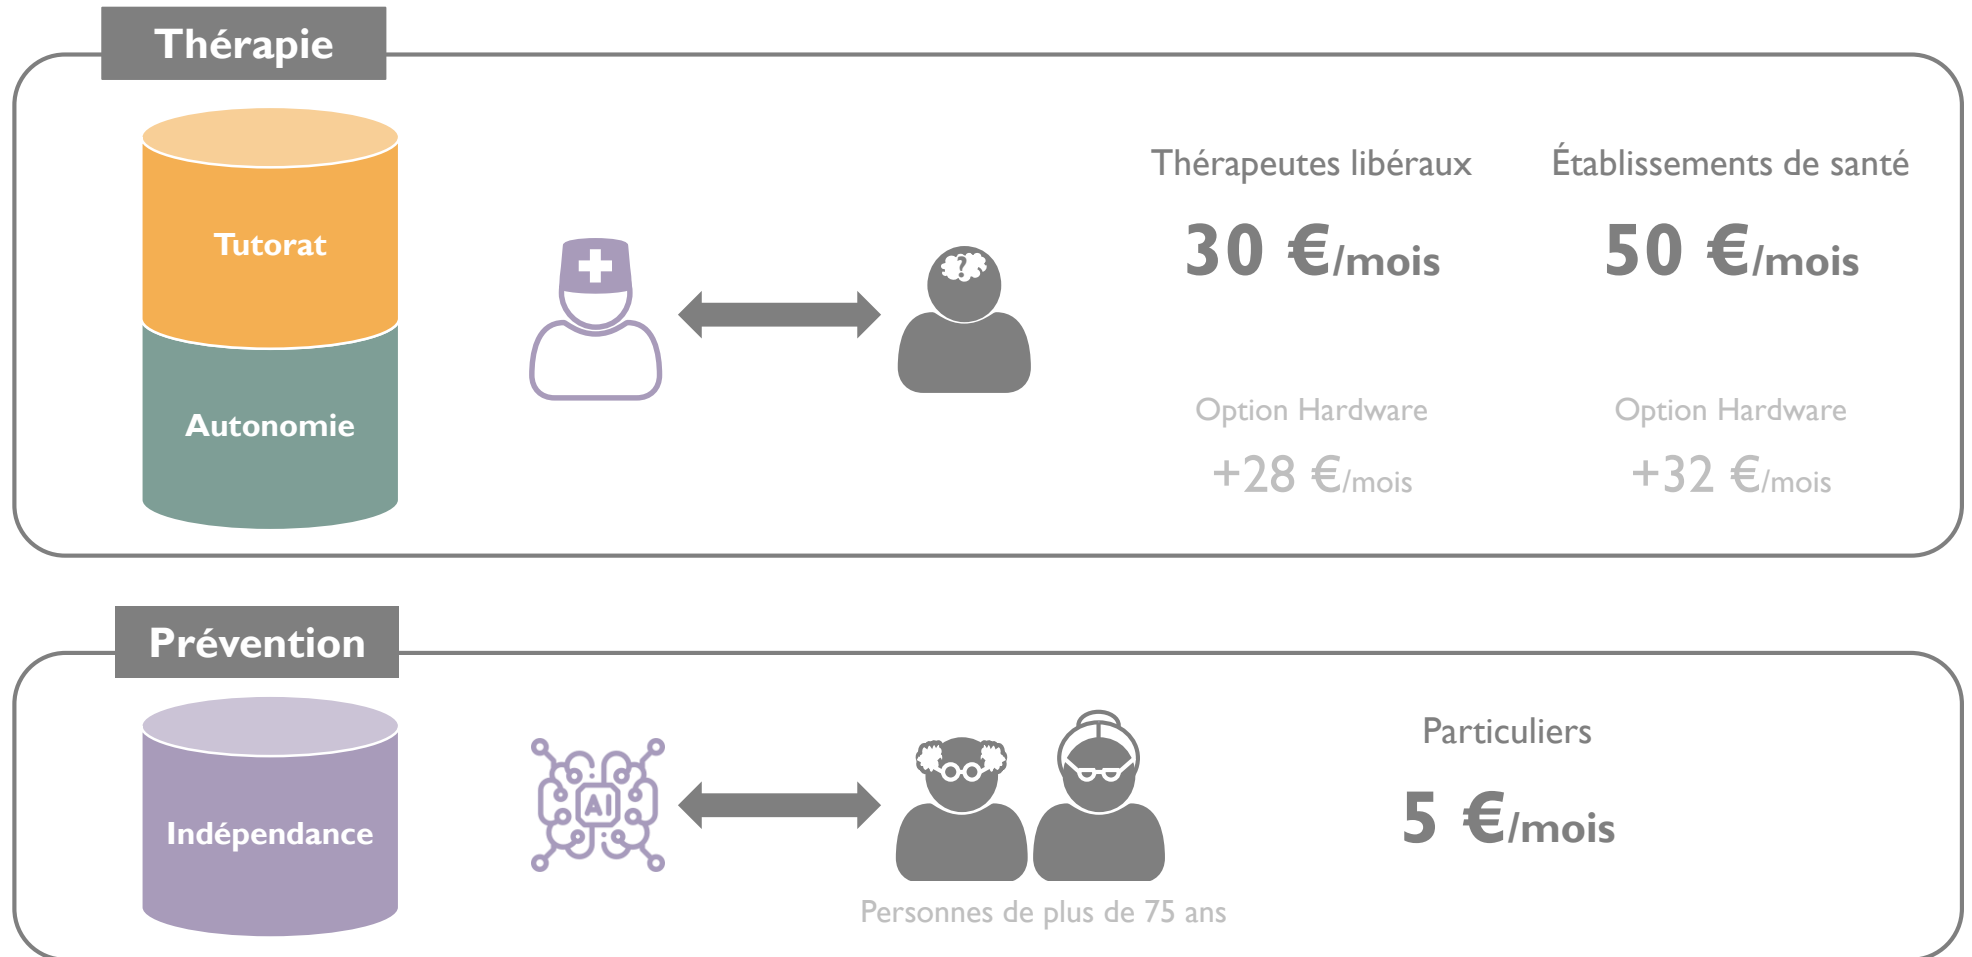 Thérapie
Tutorat
Autonomie
?
Thérapeutes libéraux
30 €/mois
Option Hardware
+28 €/mois
Établissements de santé
50 €/mois
Option Hardware
+32 €/mois
Prévention
Indépendance
AI
Personnes de plus de 75 ans
Particuliers
5 €/mois